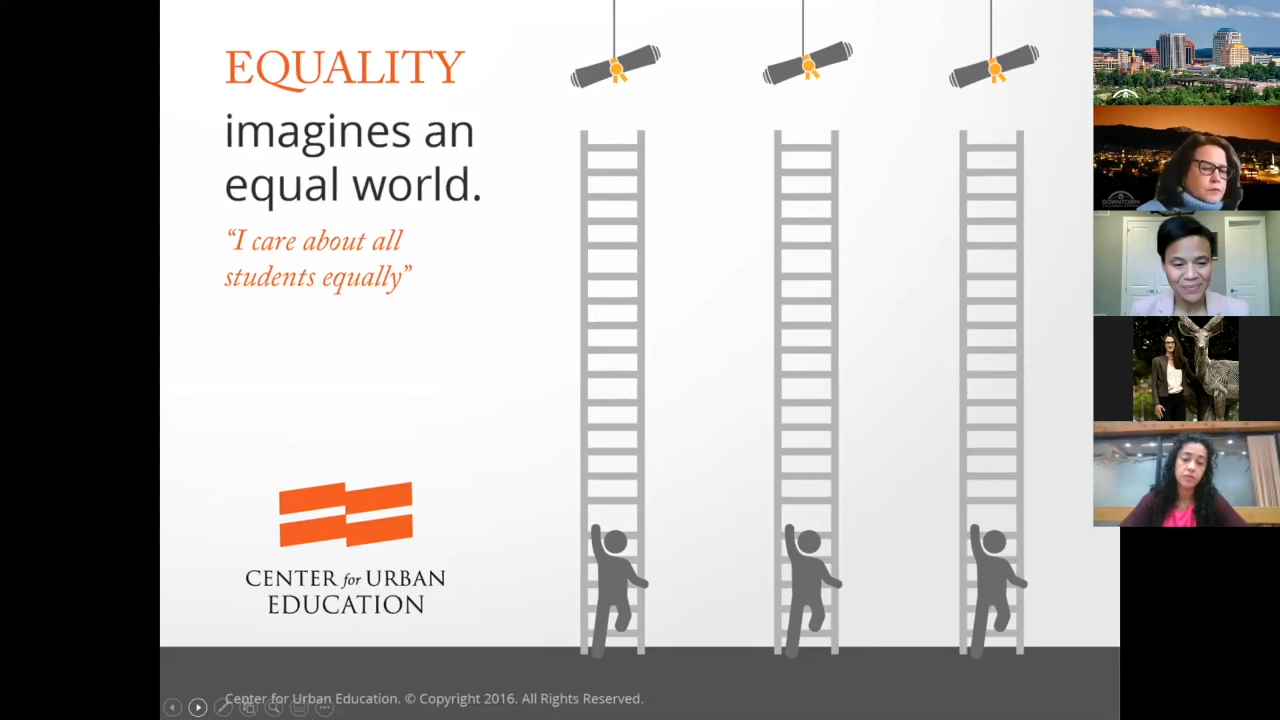 EQUALITY
imagines an
equal world.
“I care about all
students equally”
CENTER for URBAN
EDUCATION
Center for Urban Education. © Copyright 2016. All Rights Reserved.
DOWNTOWN